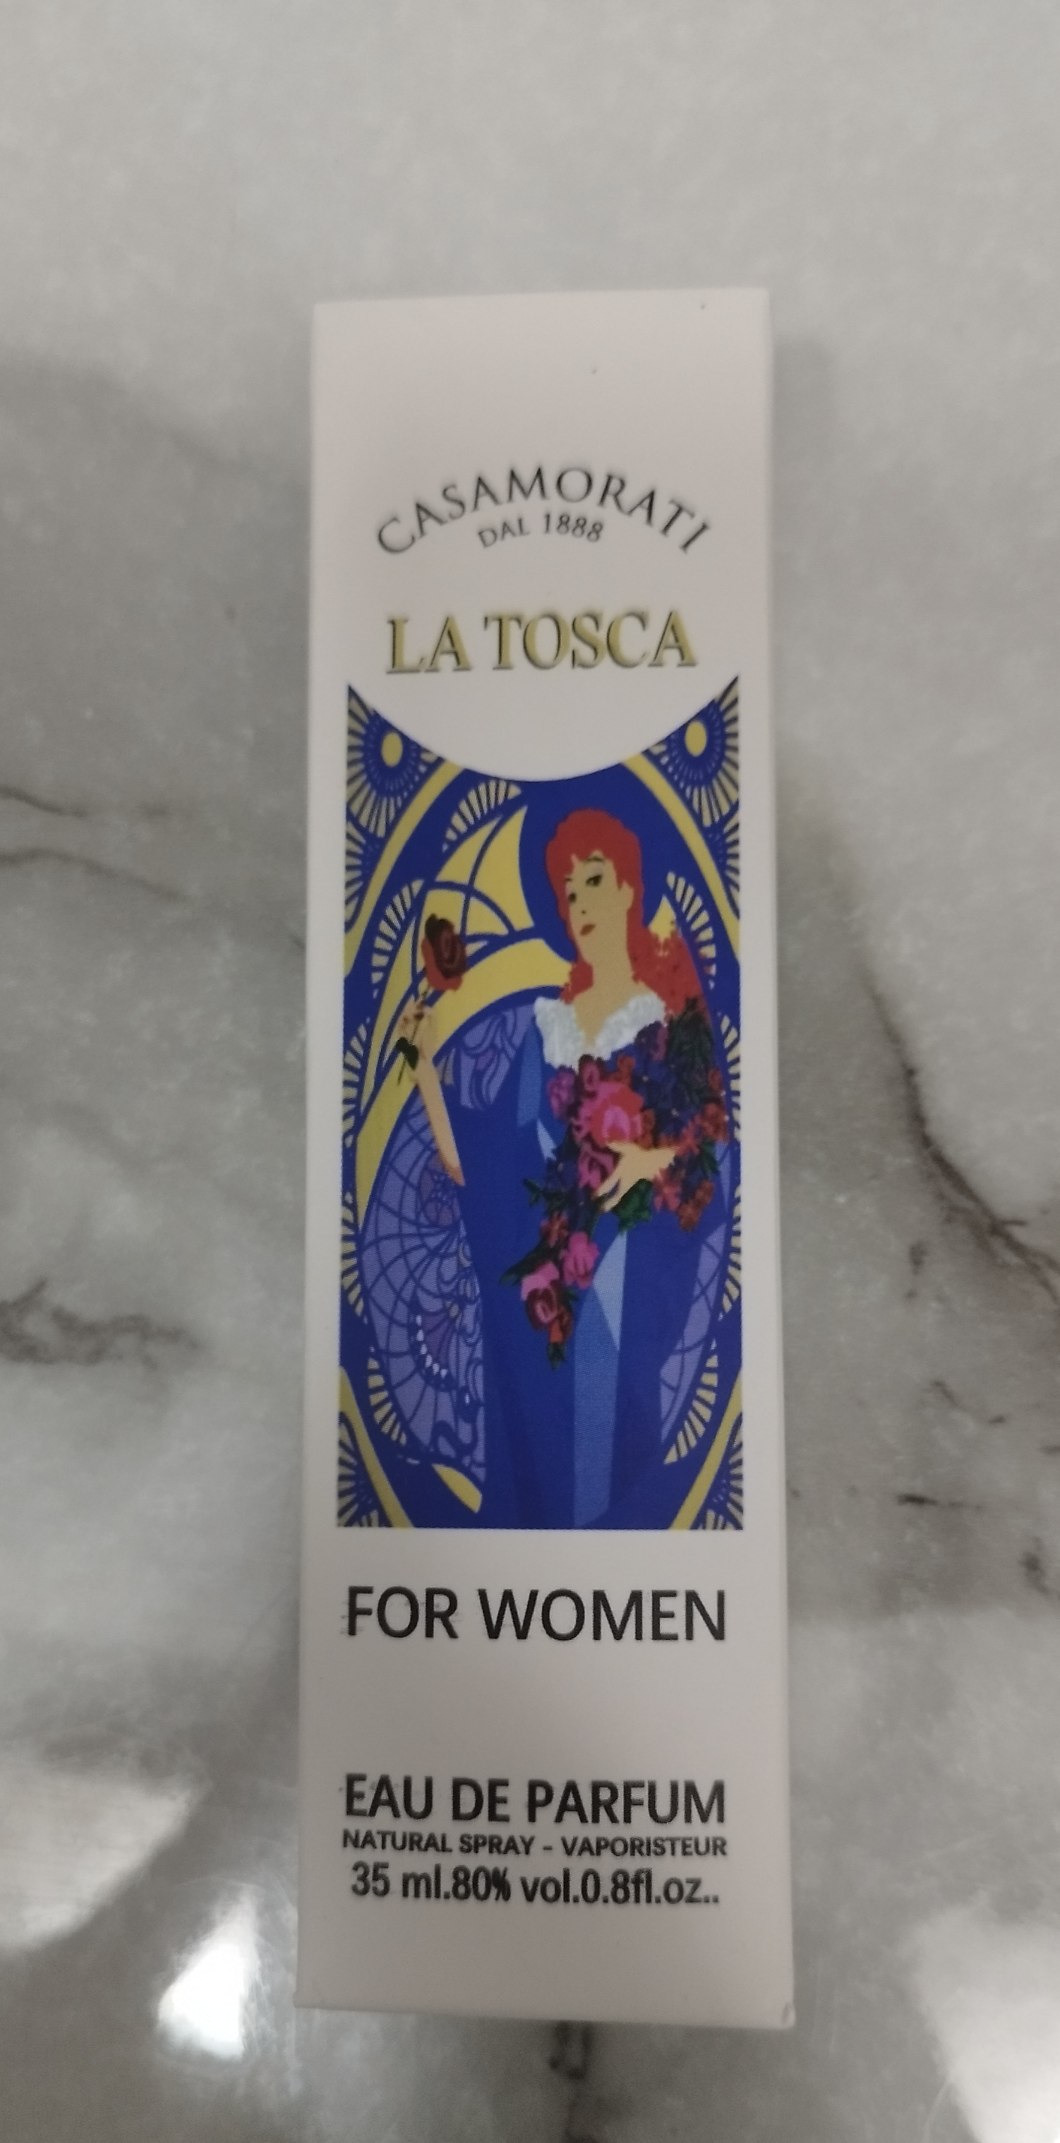 CASAMORATI
DAL 1888
LA TOSCA
FOR WOMEN
EAU DE PARFUM
NATURAL SPRAY - VAPORISTEUR
35 ml.80% vol.0.8fl.oz..